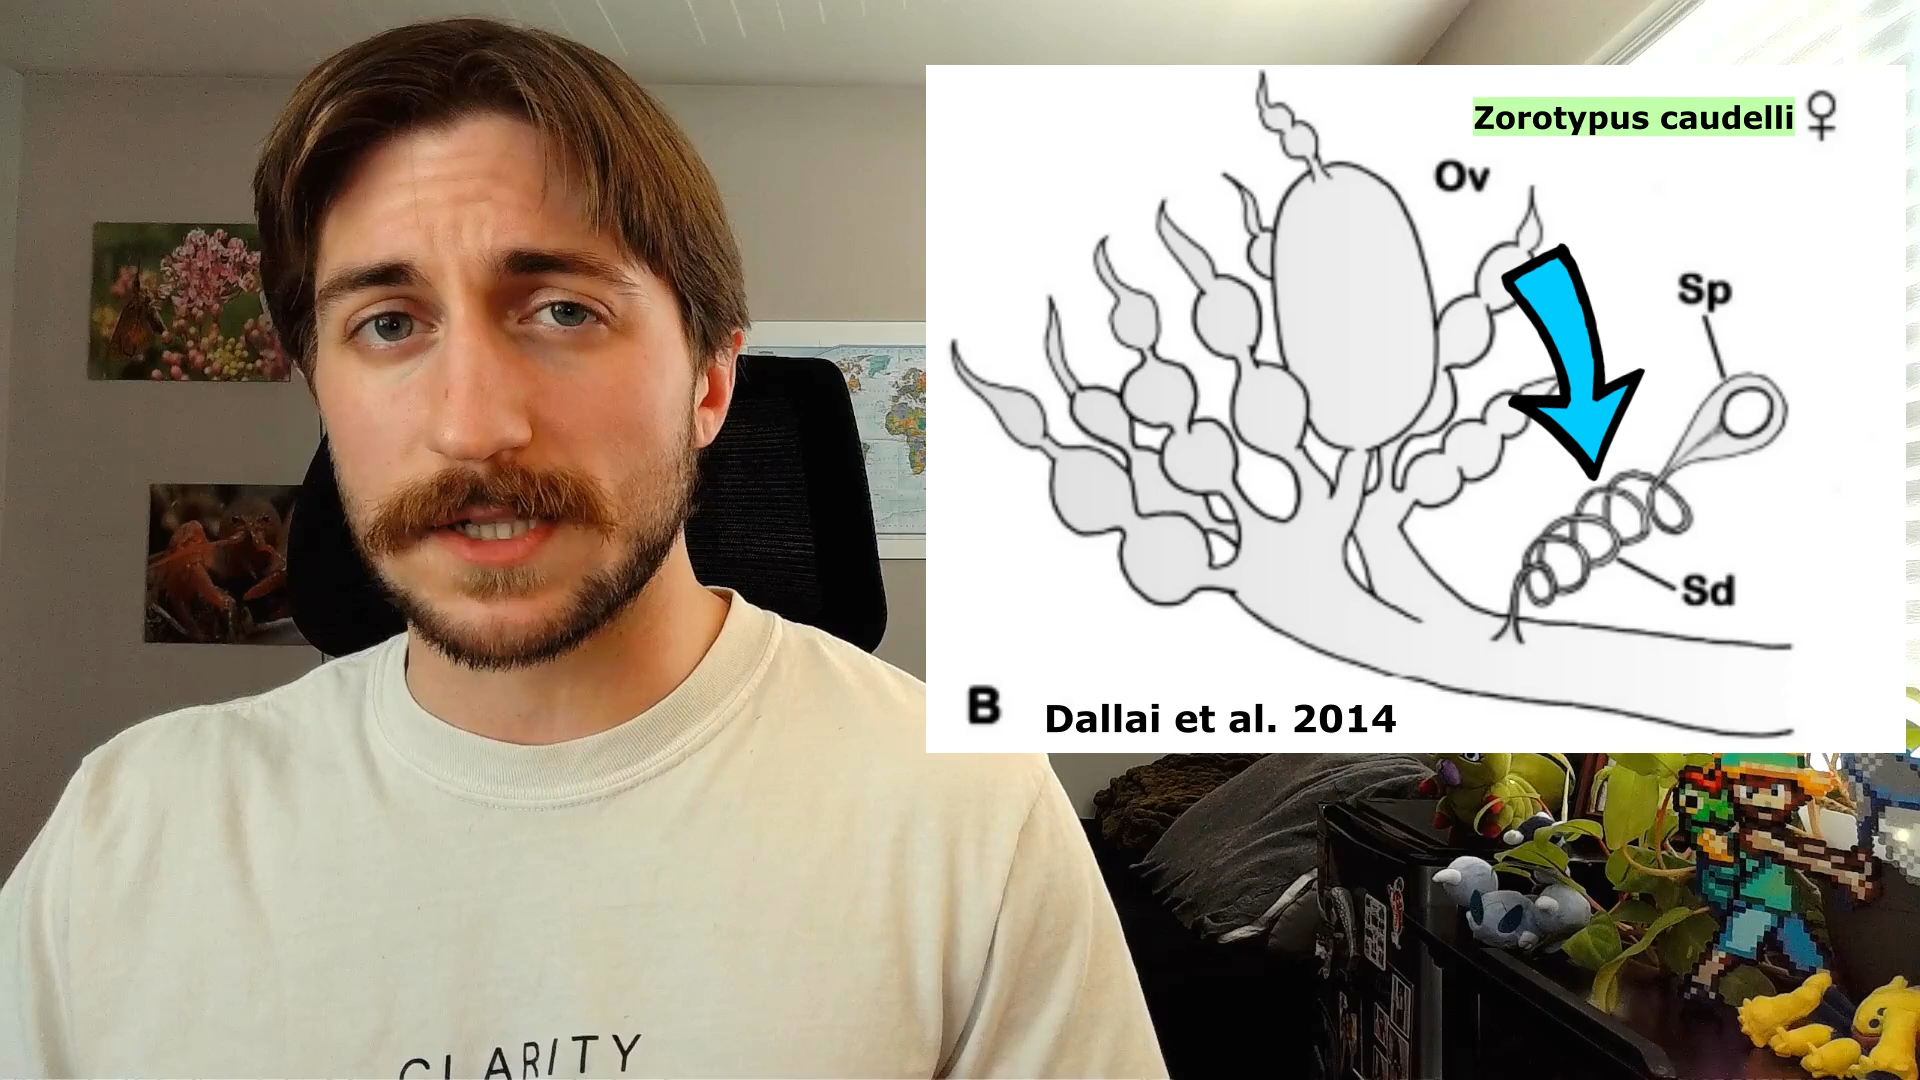 Zorotypus caudelli ♀
Ov
Sp
Sd
B
Dallai et al. 2014
CLARITY